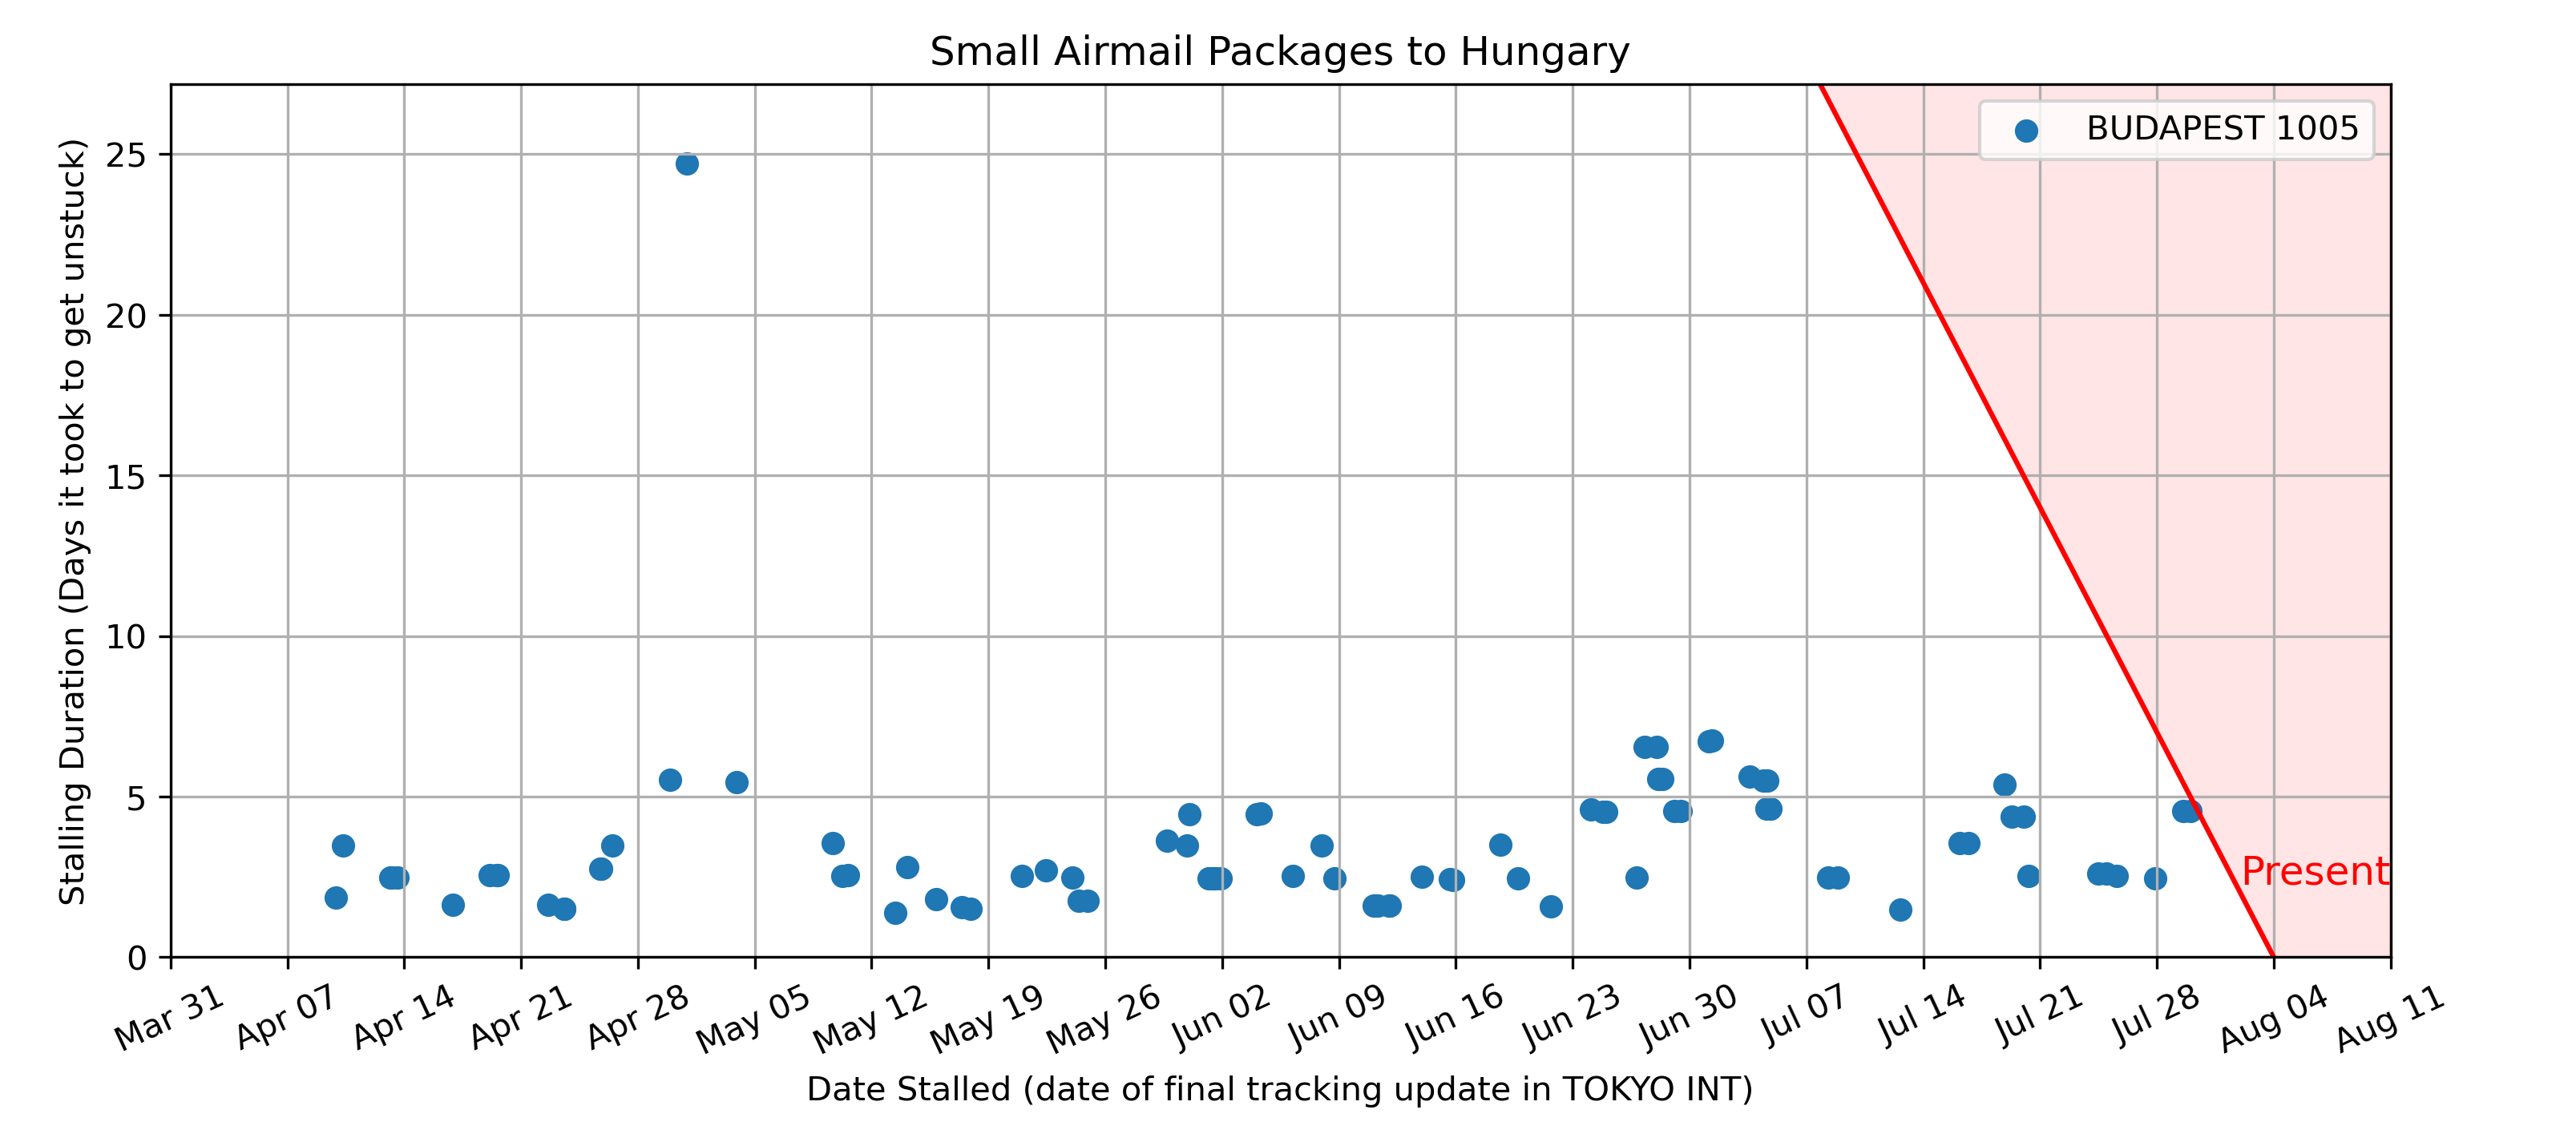 Small Airmail Packages to Hungary
BUDAPEST 1005
Stalling Duration (Days it took to get unstuck)
25
20
15
10
5
0
Present
Mar 31
Apr 07
Apr 14
Apr 21
Apr 28
May 05
May 12
May 19
May 26
Jun 02
Jun 09
Jun 16
Jun 23
Jun 30
Jul 07
Jul 14
Jul 21
Jul 28
Aug 04
Aug 11
Date Stalled (date of final tracking update in TOKYO INT)